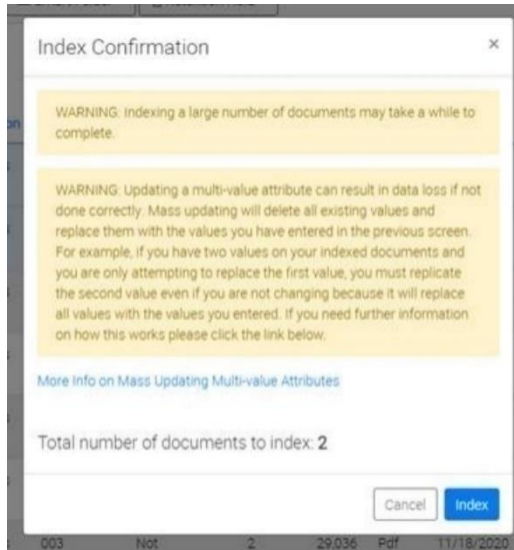 Index Confirmation ×
WARNING: Indexing a large number of documents may take a while to
complete.
WARNING: Updating a multi-value attribute can result in data loss if not
done correctly. Mass updating will delete all existing values and
replace them with the values you have entered in the previous screen.
For example, if you have two values on your indexed documents and
you are only attempting to replace the first value, you must replicate
the second value even if you are not changing because it will replace
all values with the values you entered. If you need further information
on how this works please click the link below.
More Info on Mass Updating Multi-value Attributes
Total number of documents to index: 2
Cancel Index
003 Not 2 29.036 Pdf 11/18/2020